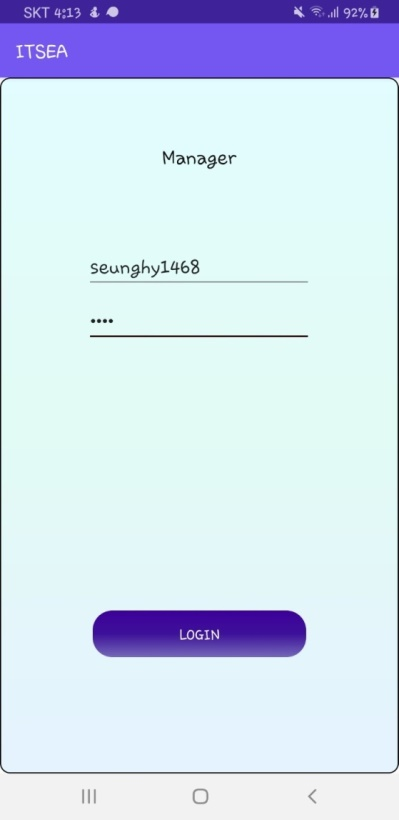 SKT 4:13 92%
ITSEA
Manager
seunghy1468
••••
LOGIN